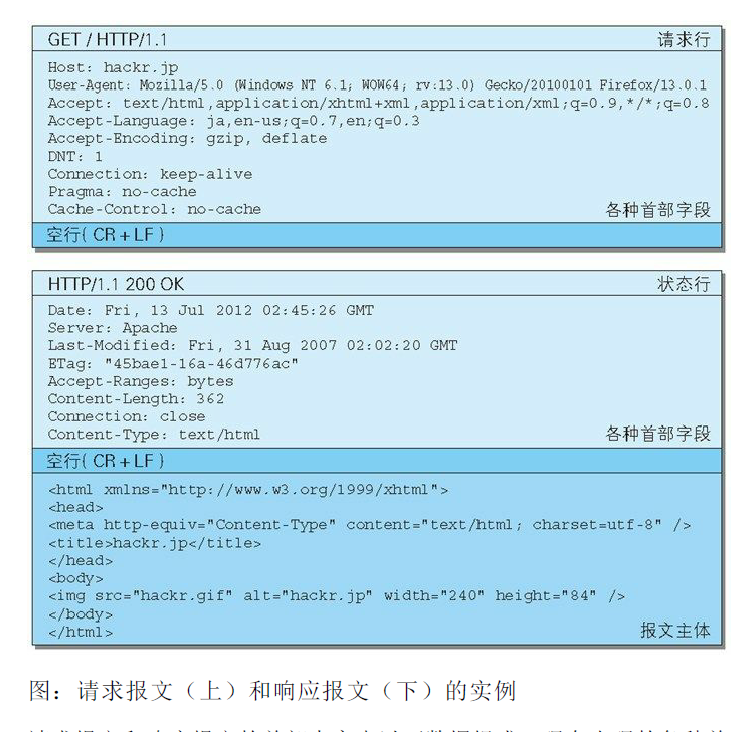 GET / HTTP/1.1 请求行
Host: hackr.jp
User-Agent: Mozilla/5.0 (Windows NT 6.1; WOW64; rv:13.0) Gecko/20100101 Firefox/13.0.1
Accept: text/html,application/xhtml+xml,application/xml;q=0.9,*/*;q=0.8
Accept-Language: ja,en-us;q=0.7,en;q=0.3
Accept-Encoding: gzip, deflate
DNT: 1
Connection: keep-alive
Pragma: no-cache
Cache-Control: no-cache 各种首部字段
空行( CR + LF )
HTTP/1.1 200 OK 状态行
Date: Fri, 13 Jul 2012 02:45:26 GMT
Server: Apache
Last-Modified: Fri, 31 Aug 2007 02:02:20 GMT
ETag: "45bae1-16a-46d776ac"
Accept-Ranges: bytes
Content-Length: 362
Connection: close
Content-Type: text/html 各种首部字段
空行( CR + LF )
<html xmlns="http://www.w3.org/1999/xhtml">
<head>
<meta http-equiv="Content-Type" content="text/html; charset=utf-8" />
<title>hackr.jp</title>
</head>
<body>
<img src="hackr.gif" alt="hackr.jp" width="240" height="84" />
</body>
</html> 报文主体
图：请求报文（上）和响应报文（下）的实例